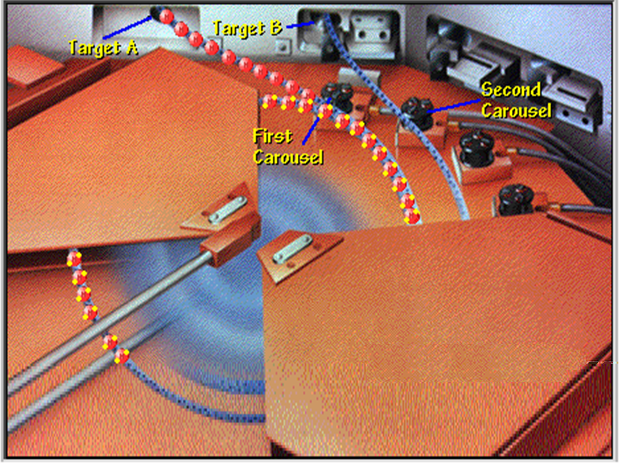 Target A
Target B
Second
Carousel
First
Carousel